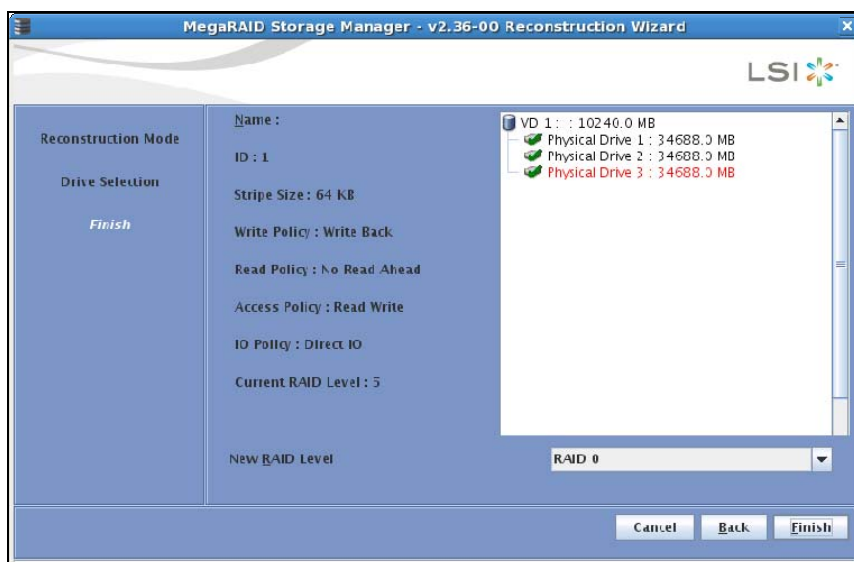 MegaRAID Storage Manager - v2.36-00 Reconstruction Wizard
LSI
Reconstruction Mode
Drive Selection
Finish
Name :
ID : 1
Stripe Size : 64 KB
Write Policy : Write Back
Read Policy : No Read Ahead
Access Policy : Read Write
IO Policy : Direct IO
Current RAID Level : 5
VD 1 : : 10240.0 MB
Physical Drive 1 : 34688.0 MB
Physical Drive 2 : 34688.0 MB
Physical Drive 3 : 34688.0 MB
New RAID Level
RAID 0
Cancel
Back
Finish